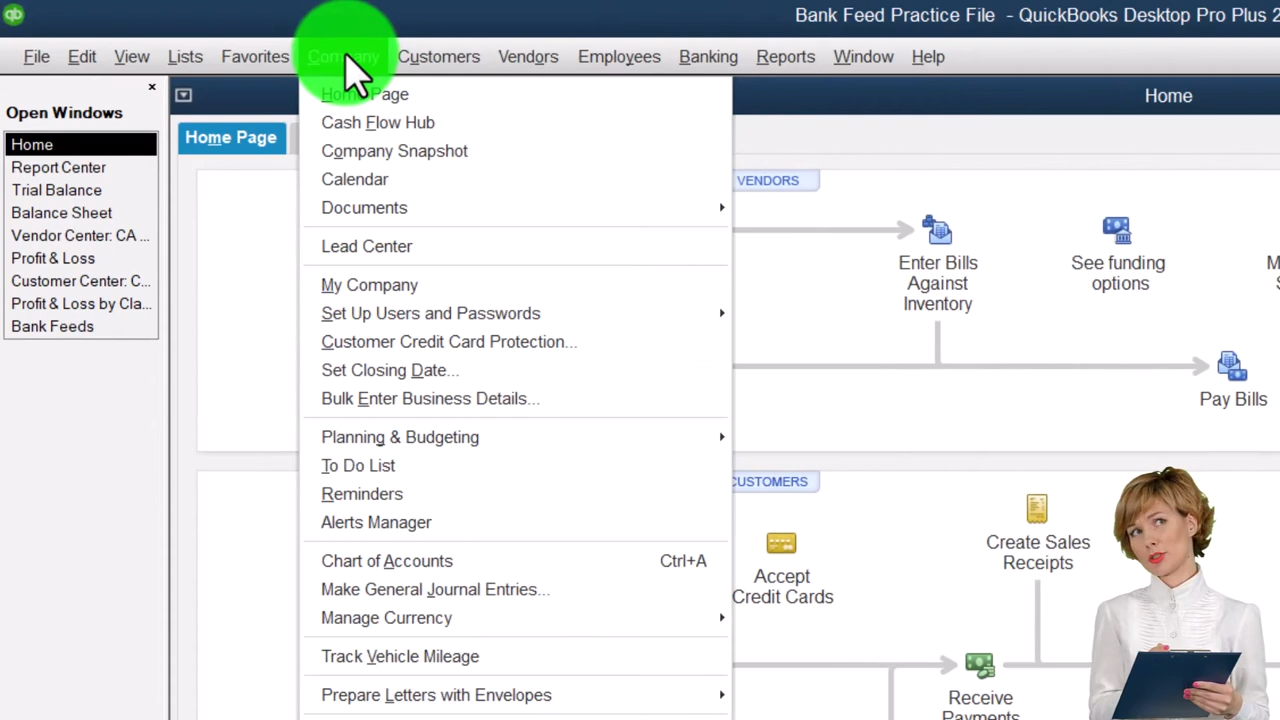 Bank Feed Practice File - QuickBooks Desktop Pro Plus 2
File Edit View Lists Favorites Company Customers Vendors Employees Banking Reports Window Help
Open Windows
Home
Report Center
Trial Balance
Balance Sheet
Vendor Center: CA ...
Profit & Loss
Customer Center: C...
Profit & Loss by Cla...
Bank Feeds
Home
Home Page
Home Page
Cash Flow Hub
Company Snapshot
Calendar
Documents
Lead Center
My Company
Set Up Users and Passwords
Customer Credit Card Protection...
Set Closing Date...
Bulk Enter Business Details...
Planning & Budgeting
To Do List
Reminders
Alerts Manager
Chart of Accounts Ctrl+A
Make General Journal Entries...
Manage Currency
Track Vehicle Mileage
Prepare Letters with Envelopes
VENDORS
Enter Bills
Against
Inventory
See funding
options
M
S
Pay Bills
CUSTOMERS
Accept
Credit Cards
Create Sales
Receipts
Receive
Payments